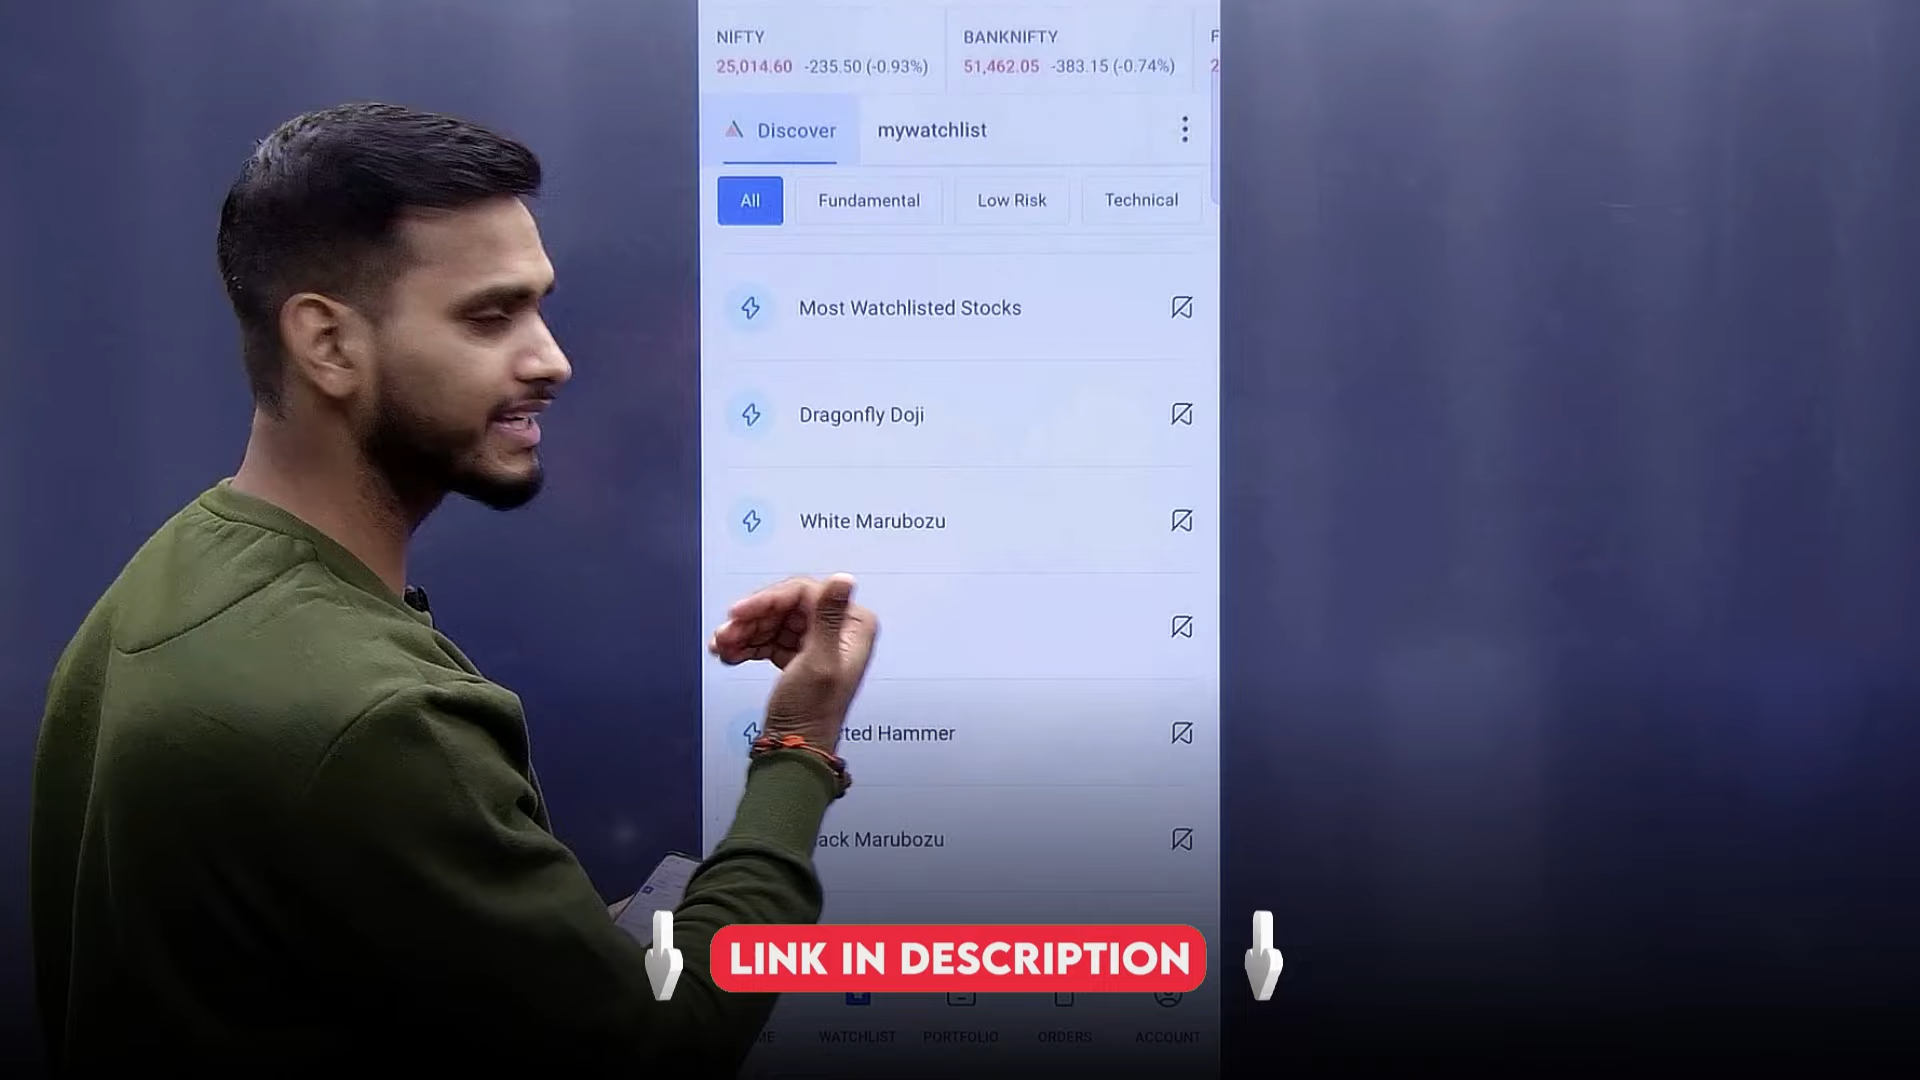 NIFTY
25,014.60 -235.50 (-0.93%)
BANKNIFTY
51,462.05 -383.15 (-0.74%)
Discover
mywatchlist
All
Fundamental
Low Risk
Technical
Most Watchlisted Stocks
Dragonfly Doji
White Marubozu
rted Hammer
ack Marubozu
LINK IN DESCRIPTION
WATCHLIST
PORTFOLIO
ORDERS
ACCOUNT